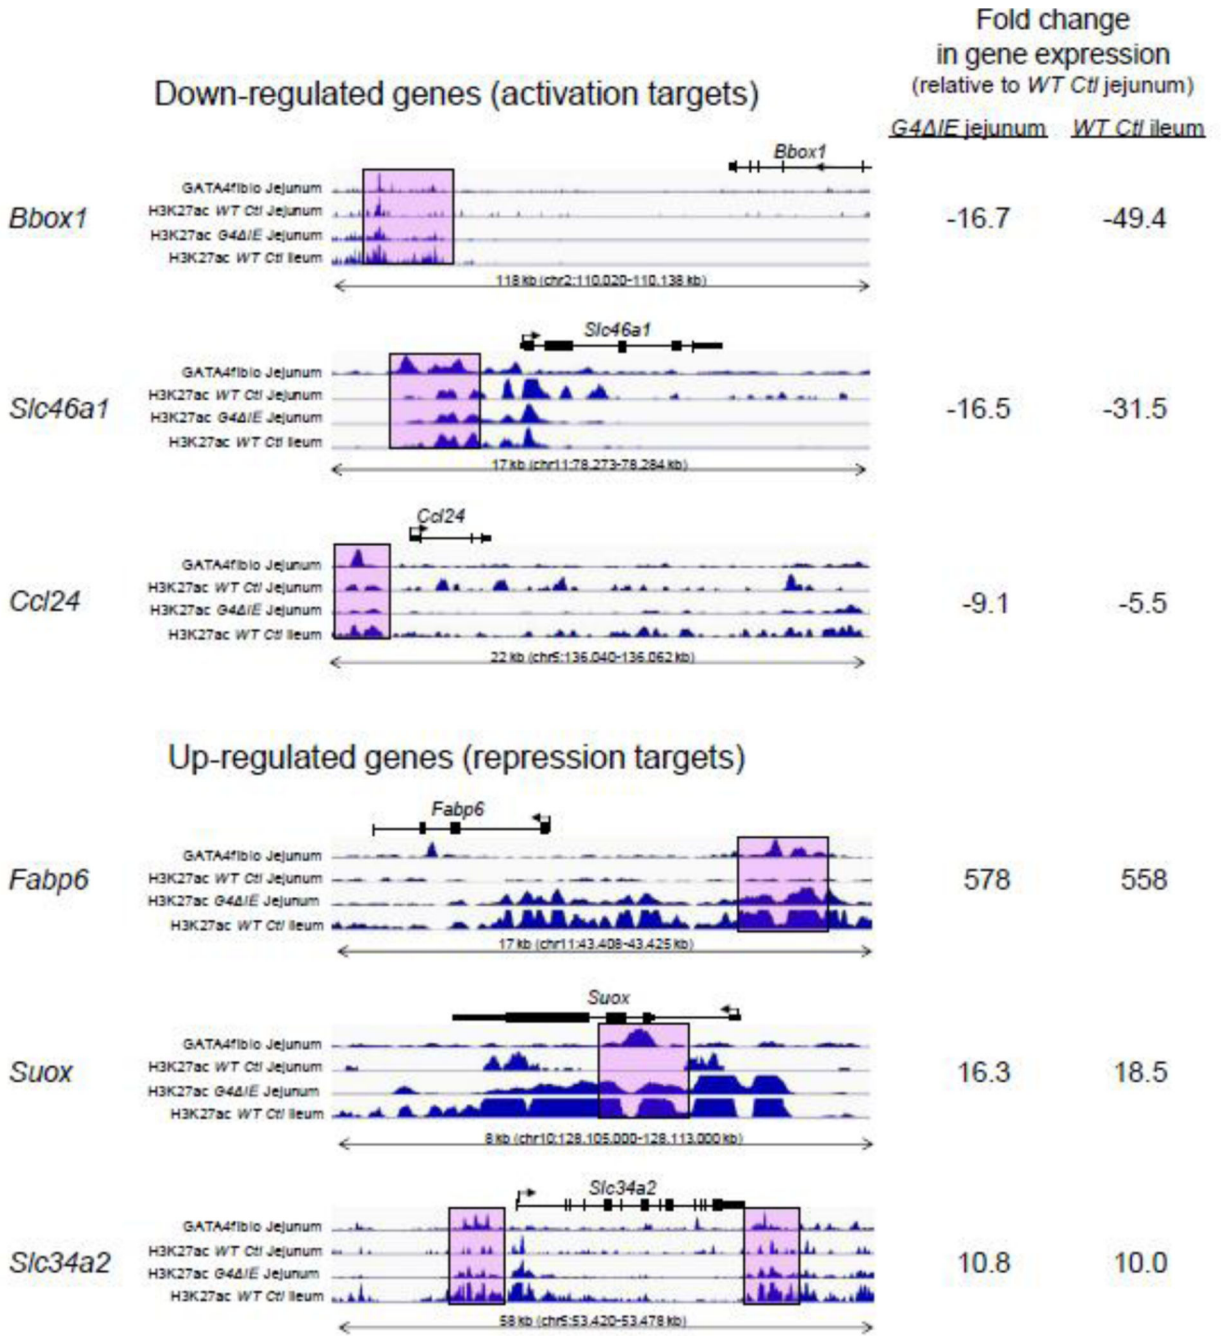 Fold change
in gene expression
(relative to WT Ctl jejunum)
G4ΔIE jejunum WT Ctl ileum
Down-regulated genes (activation targets)
Bbox1
Bbox1
GATA4flbio Jejunum
H3K27ac WT Ctl Jejunum
H3K27ac G4ΔIE Jejunum
H3K27ac WT Ctl Ileum
-16.7 -49.4
118 kb (chr2:110.020-110.138 kb)
Slc46a1
Slc46a1
GATA4flbio Jejunum
H3K27ac WT Ctl Jejunum
H3K27ac G4ΔIE Jejunum
H3K27ac WT Ctl Ileum
-16.5 -31.5
17 kb (chr11:78.273-78.284 kb)
Ccl24
Ccl24
GATA4flbio Jejunum
H3K27ac WT Ctl Jejunum
H3K27ac G4ΔIE Jejunum
H3K27ac WT Ctl Ileum
-9.1 -5.5
22 kb (chr5:136.040-136.062 kb)
Up-regulated genes (repression targets)
Fabp6
Fabp6
GATA4flbio Jejunum
H3K27ac WT Ctl Jejunum
H3K27ac G4ΔIE Jejunum
H3K27ac WT Ctl Ileum
578 558
17 kb (chr11:43.408-43.425 kb)
Suox
Suox
GATA4flbio Jejunum
H3K27ac WT Ctl Jejunum
H3K27ac G4ΔIE Jejunum
H3K27ac WT Ctl Ileum
16.3 18.5
8 kb (chr10:128.105.000-128.113.000 kb)
Slc34a2
Slc34a2
GATA4flbio Jejunum
H3K27ac WT Ctl Jejunum
H3K27ac G4ΔIE Jejunum
H3K27ac WT Ctl Ileum
10.8 10.0
58 kb (chr5:53.420-53.478 kb)